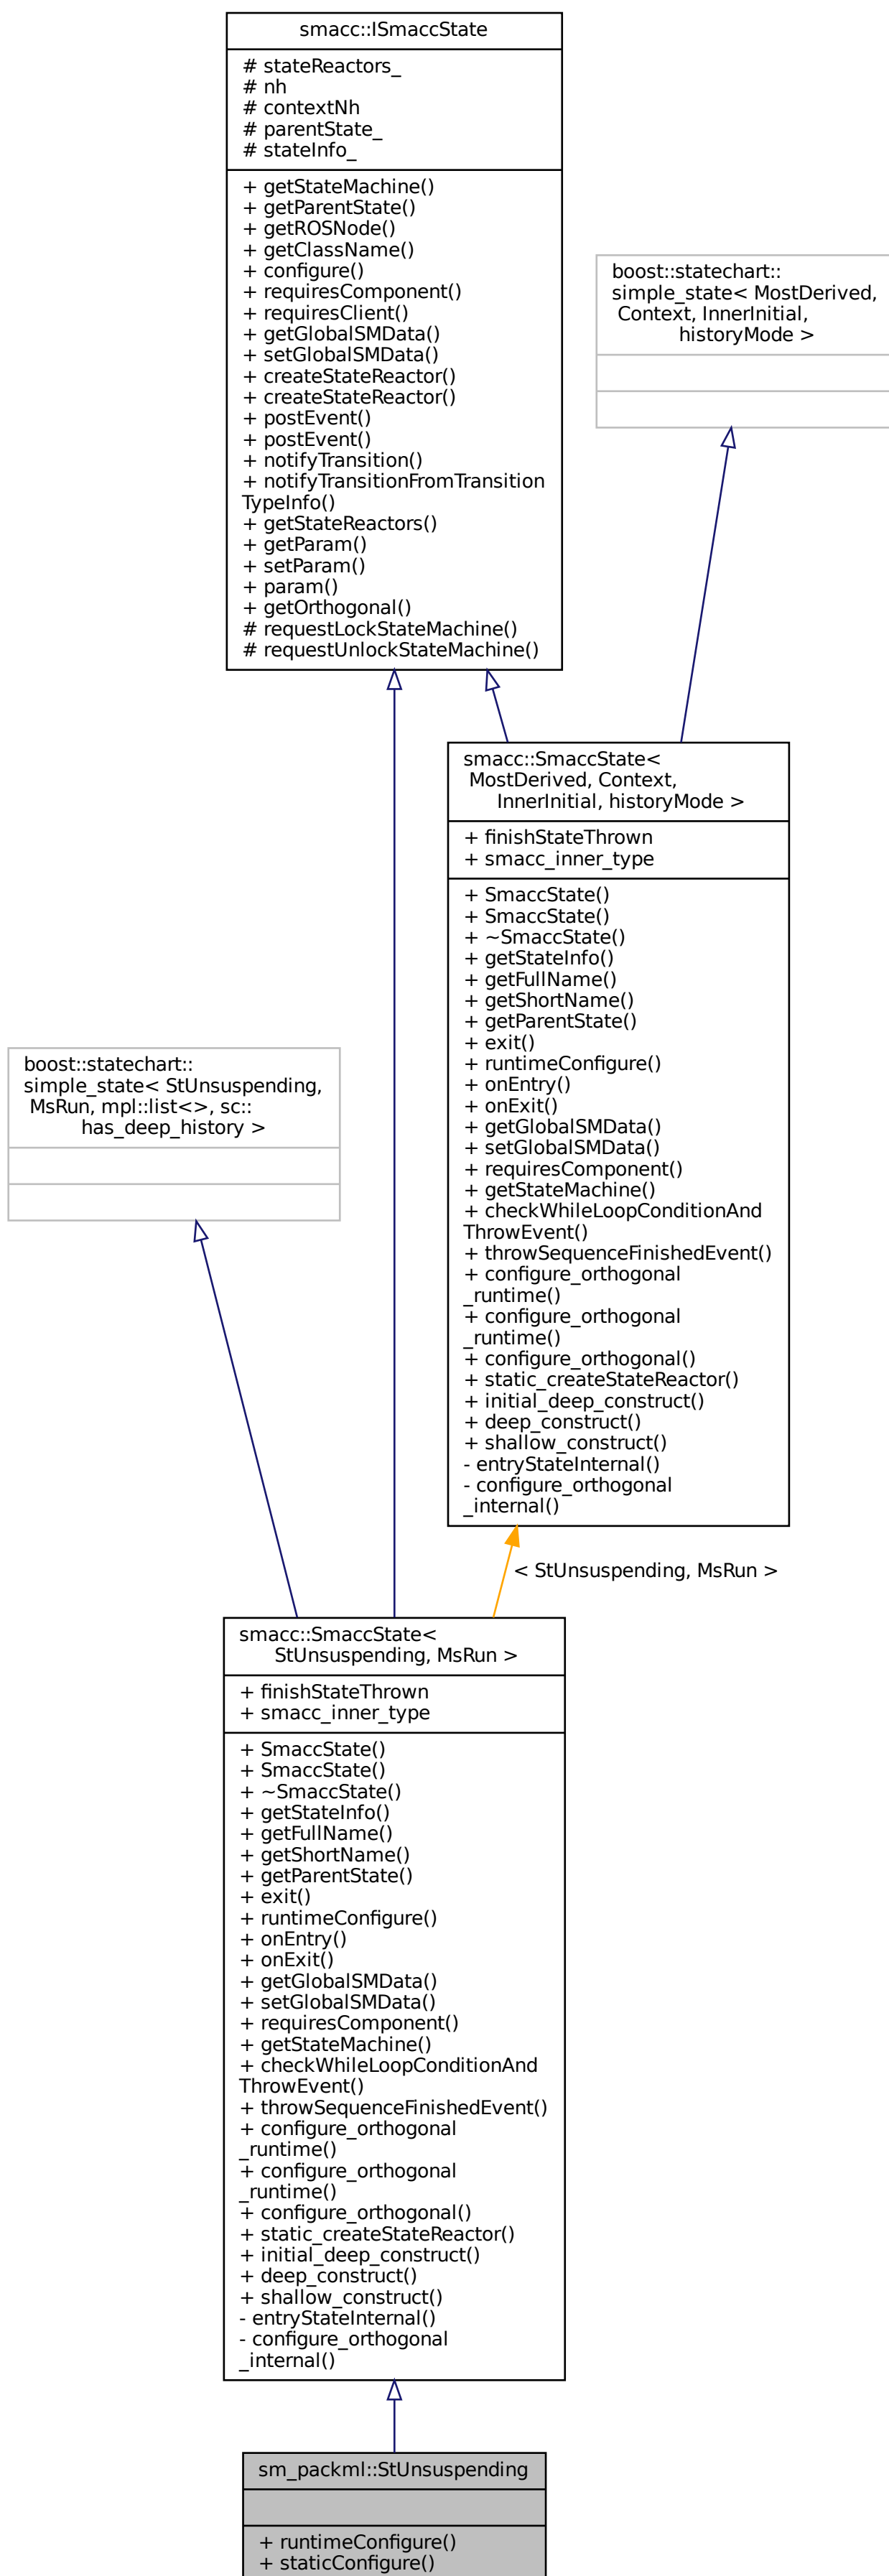 smacc::ISmaccState
# stateReactors_
# nh
# contextNh
# parentState_
# stateInfo_
+ getStateMachine()
+ getParentState()
+ getROSNode()
+ getClassName()
+ configure()
+ requiresComponent()
+ requiresClient()
+ getGlobalSMData()
+ setGlobalSMData()
+ createStateReactor()
+ createStateReactor()
+ postEvent()
+ postEvent()
+ notifyTransition()
+ notifyTransitionFromTransition
TypeInfo()
+ getStateReactors()
+ getParam()
+ setParam()
+ param()
+ getOrthogonal()
# requestLockStateMachine()
# requestUnlockStateMachine()
boost::statechart::
simple_state< MostDerived,
Context, InnerInitial,
historyMode >
smacc::SmaccState<
MostDerived, Context,
InnerInitial, historyMode >
+ finishStateThrown
+ smacc_inner_type
+ SmaccState()
+ SmaccState()
+ ~SmaccState()
+ getStateInfo()
+ getFullName()
+ getShortName()
+ getParentState()
+ exit()
+ runtimeConfigure()
+ onEntry()
+ onExit()
+ getGlobalSMData()
+ setGlobalSMData()
+ requiresComponent()
+ getStateMachine()
+ checkWhileLoopConditionAnd
ThrowEvent()
+ throwSequenceFinishedEvent()
+ configure_orthogonal
_runtime()
+ configure_orthogonal
_runtime()
+ configure_orthogonal()
+ static_createStateReactor()
+ initial_deep_construct()
+ deep_construct()
+ shallow_construct()
- entryStateInternal()
- configure_orthogonal
_internal()
boost::statechart::
simple_state< StUnsuspending,
MsRun, mpl::list<>, sc::
has_deep_history >
< StUnsuspending, MsRun >
smacc::SmaccState<
StUnsuspending, MsRun >
+ finishStateThrown
+ smacc_inner_type
+ SmaccState()
+ SmaccState()
+ ~SmaccState()
+ getStateInfo()
+ getFullName()
+ getShortName()
+ getParentState()
+ exit()
+ runtimeConfigure()
+ onEntry()
+ onExit()
+ getGlobalSMData()
+ setGlobalSMData()
+ requiresComponent()
+ getStateMachine()
+ checkWhileLoopConditionAnd
ThrowEvent()
+ throwSequenceFinishedEvent()
+ configure_orthogonal
_runtime()
+ configure_orthogonal
_runtime()
+ configure_orthogonal()
+ static_createStateReactor()
+ initial_deep_construct()
+ deep_construct()
+ shallow_construct()
- entryStateInternal()
- configure_orthogonal
_internal()
sm_packml::StUnsuspending
+ runtimeConfigure()
+ staticConfigure()